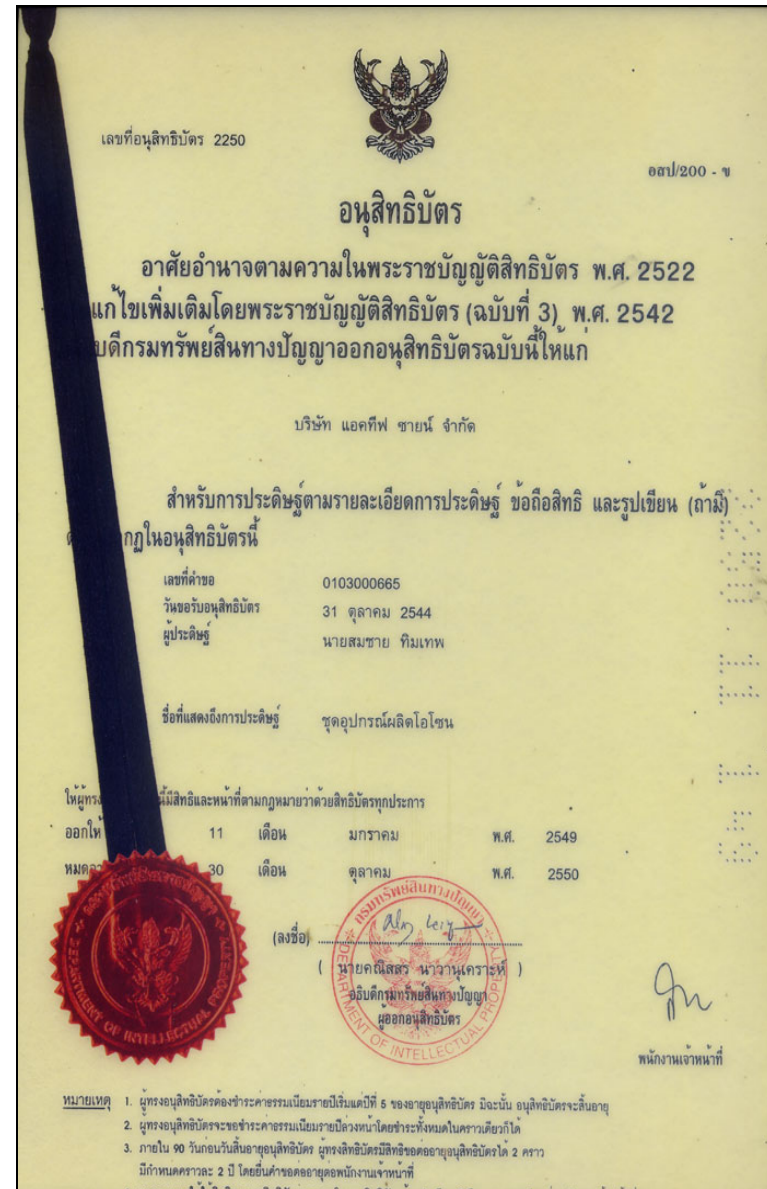 เลขที่อนุสิทธิบัตร 2250
อสป/200 - ข
อนุสิทธิบัตร
อาศัยอำนาจตามความในพระราชบัญญัติสิทธิบัตร พ.ศ. 2522
แก้ไขเพิ่มเติมโดยพระราชบัญญัติสิทธิบัตร (ฉบับที่ 3) พ.ศ. 2542
บดีกรมทรัพย์สินทางปัญญาออกอนุสิทธิบัตรฉบับนี้ให้แก่
บริษัท แอคทีฟ ซายน์ จำกัด
สำหรับการประดิษฐ์ตามรายละเอียดการประดิษฐ์ ข้อถือสิทธิ และรูปเขียน (ถ้ามี)
กฏในอนุสิทธิบัตรนี้
เลขที่คำขอ 0103000665
วันขอรับอนุสิทธิบัตร 31 ตุลาคม 2544
ผู้ประดิษฐ์ นายสมชาย ทิมเทพ
ชื่อที่แสดงถึงการประดิษฐ์ ชุดอุปกรณ์ผลิตโอโซน
ให้ผู้ทรง นี้มีสิทธิและหน้าที่ตามกฎหมายว่าด้วยสิทธิบัตรทุกประการ
ออกให้ 11 เดือน มกราคม พ.ศ. 2549
หมดอา 30 เดือน ตุลาคม พ.ศ. 2550
(ลงชื่อ)
( นายคณิสสร นาวานุเคราะห์ )
อธิบดีกรมทรัพย์สินทางปัญญา
ผู้ออกอนุสิทธิบัตร
กรมทรัพย์สินทางปัญญา
DEPARTMENT OF INTELLECTUAL PROPERTY
DEPARTMENT OF INTELLECTUAL PROPERTY
พนักงานเจ้าหน้าที่
หมายเหตุ 1. ผู้ทรงอนุสิทธิบัตรต้องชำระค่าธรรมเนียมรายปีเริ่มแต่ปีที่ 5 ของอายุอนุสิทธิบัตร มิฉะนั้น อนุสิทธิบัตรจะสิ้นอายุ
2. ผู้ทรงอนุสิทธิบัตรจะขอชำระค่าธรรมเนียมรายปีล่วงหน้าโดยชำระทั้งหมดในคราวเดียวก็ได้
3. ภายใน 90 วันก่อนวันสิ้นอายุอนุสิทธิบัตร ผู้ทรงสิทธิบัตรมีสิทธิขอต่ออายุอนุสิทธิบัตรได้ 2 คราว
มีกำหนดคราวละ 2 ปี โดยยื่นคำขอต่ออายุต่อพนักงานเจ้าหน้าที่